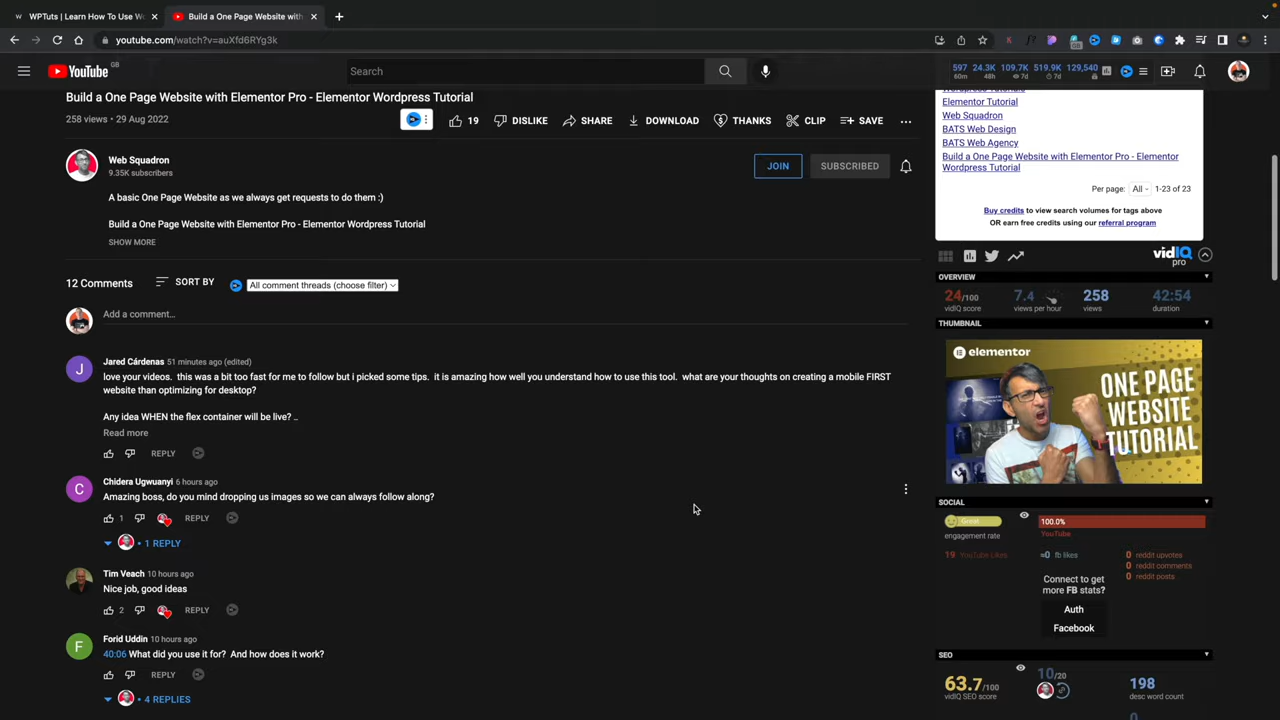 WPTuts | Learn How To Use Wo
Build a One Page Website with
youtube.com/watch?v=auXfd6RYg3k
YouTube
GB
Search
597 24.3K 109.7K 519.9K 129,540
60m 48h 7d 7d
Build a One Page Website with Elementor Pro - Elementor Wordpress Tutorial
258 views • 29 Aug 2022
19 DISLIKE SHARE DOWNLOAD THANKS CLIP SAVE
Web Squadron
9.35K subscribers
JOIN SUBSCRIBED
A basic One Page Website as we always get requests to do them :)
Build a One Page Website with Elementor Pro - Elementor Wordpress Tutorial
SHOW MORE
12 Comments SORT BY All comment threads (choose filter)
Add a comment...
Jared Cárdenas 51 minutes ago (edited)
love your videos. this was a bit too fast for me to follow but i picked some tips. it is amazing how well you understand how to use this tool. what are your thoughts on creating a mobile FIRST
website than optimizing for desktop?
Any idea WHEN the flex container will be live? ..
Read more
REPLY
Chidera Ugwuanyi 6 hours ago
Amazing boss, do you mind dropping us images so we can always follow along?
1 REPLY
• 1 REPLY
Tim Veach 10 hours ago
Nice job, good ideas
2 REPLY
Forid Uddin 10 hours ago
40:06 What did you use it for? And how does it work?
REPLY
• 4 REPLIES
Wordpress Tutorials
Elementor Tutorial
Web Squadron
BATS Web Design
BATS Web Agency
Build a One Page Website with Elementor Pro - Elementor
Wordpress Tutorial
Per page: All 1-23 of 23
Buy credits to view search volumes for tags above
OR earn free credits using our referral program
vidIQ
pro
OVERVIEW
24/100 7.4 258 42:54
vidIQ score views per hour views duration
THUMBNAIL
elementor
ONE PAGE
WEBSITE
TUTORIAL
SOCIAL
Great 100.0%
engagement rate YouTube
19 YouTube Likes ≈0 fb likes 0 reddit upvotes
0 reddit comments
0 reddit posts
Connect to get
more FB stats?
Auth
Facebook
SEO
63.7/100 10/20 198
vidIQ SEO score desc word count